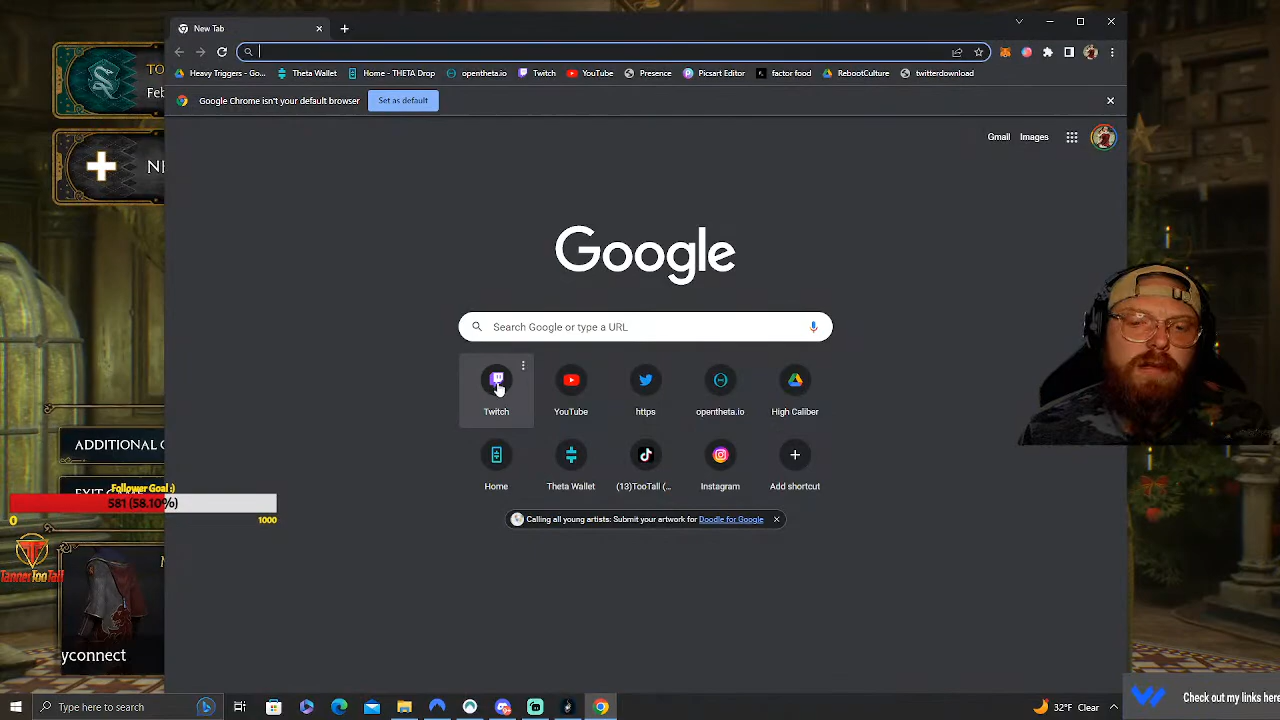 New Tab
Heavy Triggers - Go...
Theta Wallet
Home - THETA Drop
opentheta.io
Twitch
YouTube
Presence
Picsart Editor
factor food
RebootCulture
twitterdownload
Google Chrome isn't your default browser
Set as default
Gmail
Images
TO
Feb
NE
Google
Search Google or type a URL
Twitch
YouTube
https
opentheta.io
High Caliber
Home
Theta Wallet
(13)TooTall (...
Instagram
Add shortcut
Calling all young artists: Submit your artwork for Doodle for Google
ADDITIONAL C
Follower Goal :)
581 (58.10%)
0
1000
TannerTooTall
yconnect
Check out my links here
Type here to search
32°F Clear